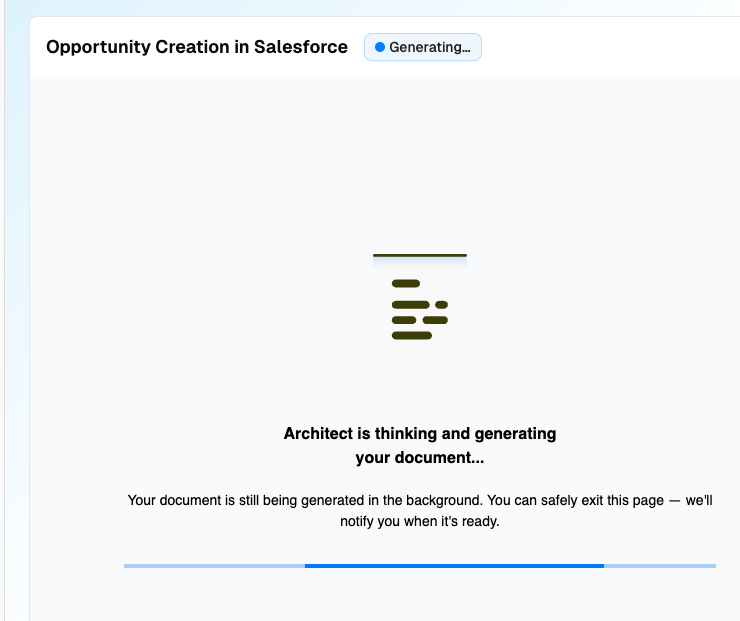 Opportunity Creation in Salesforce
Generating...
Architect is thinking and generating
your document...
Your document is still being generated in the background. You can safely exit this page — we'll
notify you when it's ready.